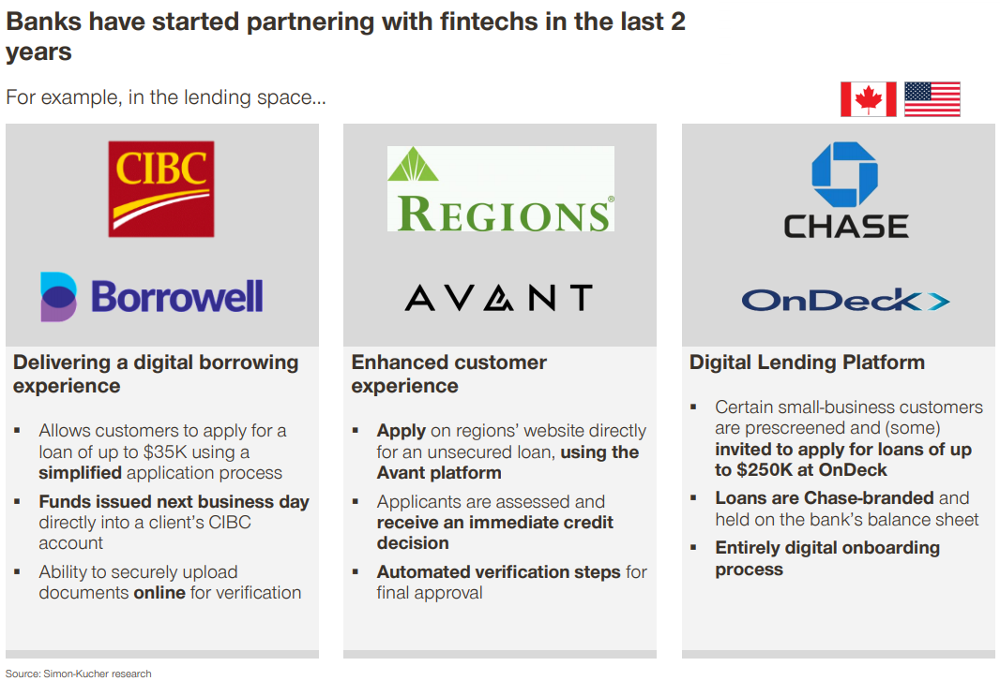 Banks have started partnering with fintechs in the last 2
years
For example, in the lending space...
CIBC
Borrowell
Delivering a digital borrowing
experience
▪ Allows customers to apply for a
loan of up to $35K using a
simplified application process
▪ Funds issued next business day
directly into a client's CIBC
account
▪ Ability to securely upload
documents online for verification
REGIONS®
AVANT
Enhanced customer
experience
▪ Apply on regions' website directly
for an unsecured loan, using the
Avant platform
▪ Applicants are assessed and
receive an immediate credit
decision
▪ Automated verification steps for
final approval
CHASE
OnDeck
Digital Lending Platform
▪ Certain small-business customers
are prescreened and (some)
invited to apply for loans of up
to $250K at OnDeck
▪ Loans are Chase-branded and
held on the bank's balance sheet
▪ Entirely digital onboarding
process
Source: Simon-Kucher research